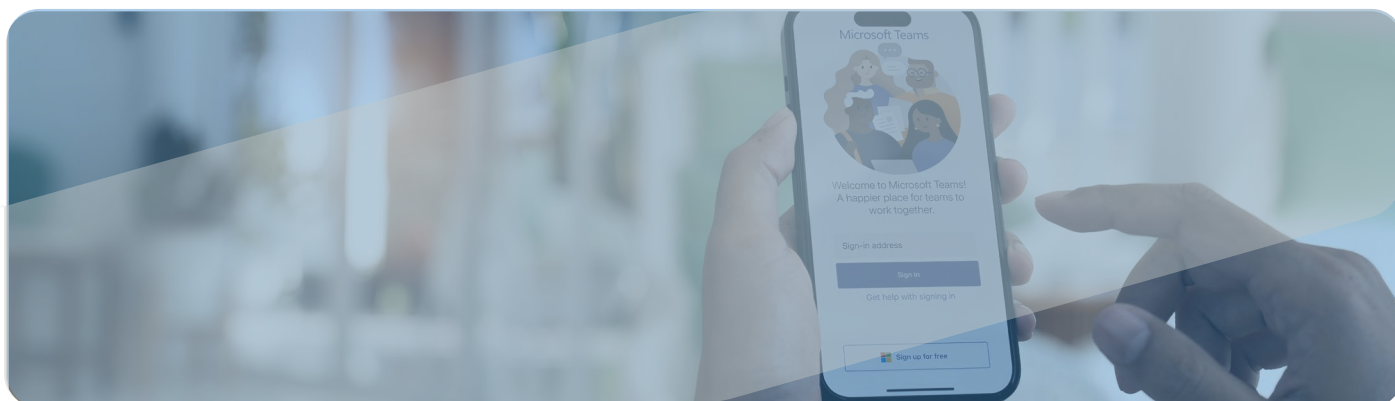 Microsoft Teams
Welcome to Microsoft Teams!
A happier place for teams to
work together.
Sign-in address
Sign in
Get help with signing in
Sign up for free